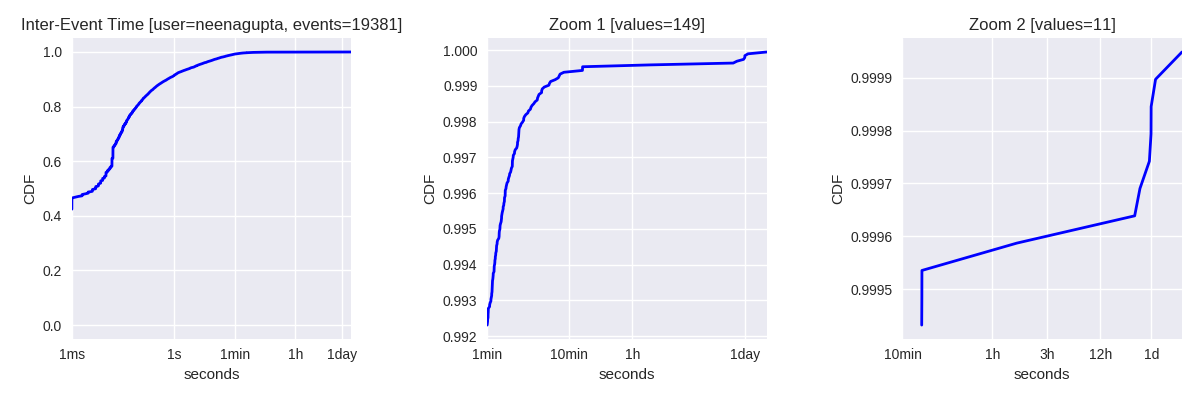 Inter-Event Time [user=neenagupta, events=19381]
1.0
0.8
0.6
0.4
0.2
0.0
CDF
1ms 1s 1min 1h 1day
seconds
Zoom 1 [values=149]
1.000
0.999
0.998
0.997
0.996
0.995
0.994
0.993
0.992
CDF
1min 10min 1h 1day
seconds
Zoom 2 [values=11]
0.9999
0.9998
0.9997
0.9996
0.9995
CDF
10min 1h 3h 12h 1d
seconds